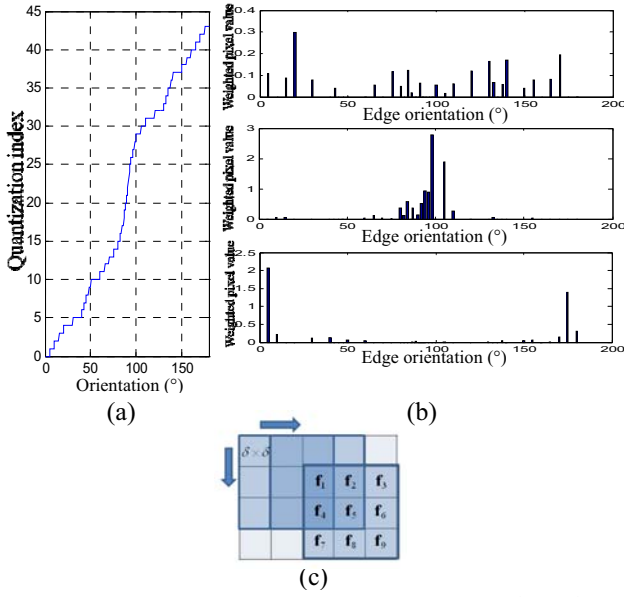 45
40
35
30
25
20
15
10
5
0
Quantization index
0 50 100 150
Orientation (°)
(a)
0.4
0.3
0.2
0.1
0
Weighted pixel value
0 50 100 150 200
Edge orientation (°)
3
2
1
0
Weighted pixel value
0 50 100 150 200
Edge orientation (°)
2.5
2
1.5
1
0.5
0
Weighted pixel value
0 50 100 150 200
Edge orientation (°)
(b)
δ×δ
f₁ f₂ f₃
f₄ f₅ f₆
f₇ f₈ f₉
(c)